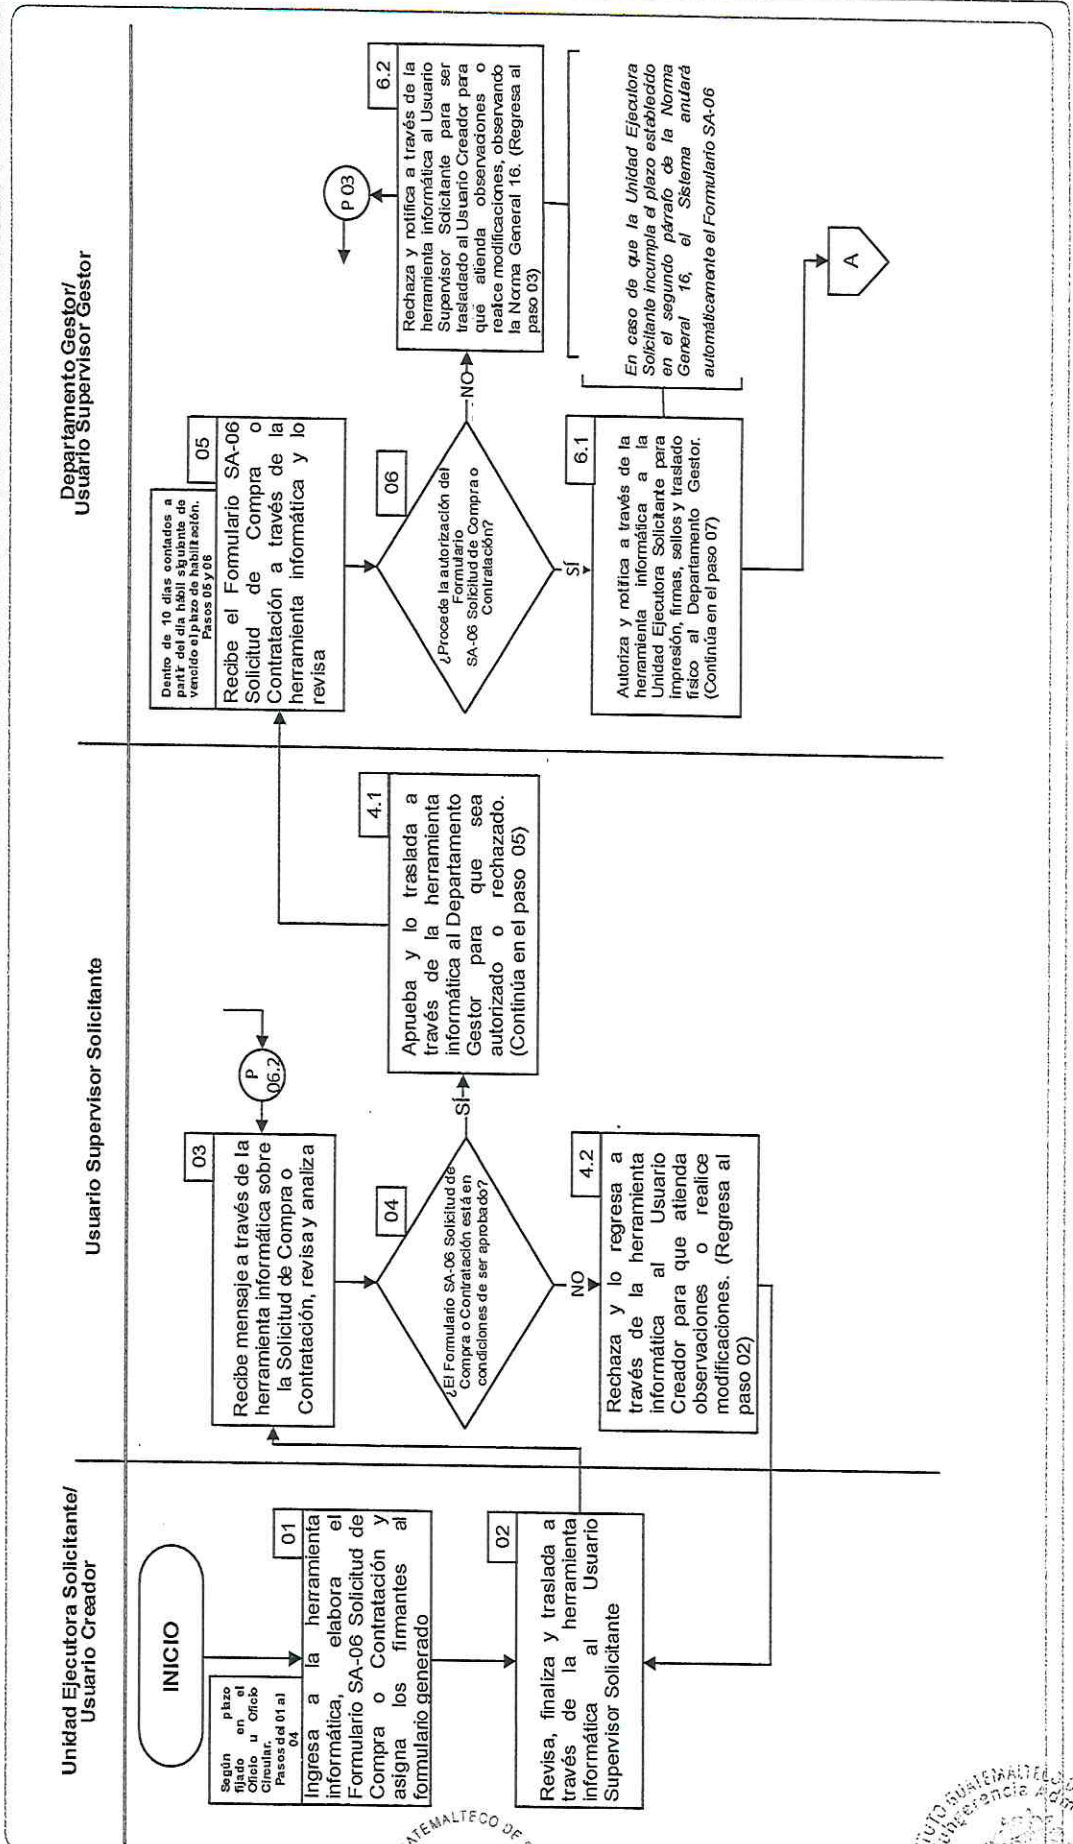 Unidad Ejecutora Solicitante/
Usuario Creador
INICIO
Según plazo
fijado en el
Oficio u Oficio
Circular.
Pasos del 01 al
04
01
Ingresa a la herramienta
informática, elabora el
Formulario SA-06 Solicitud de
Compra o Contratación y
asigna los firmantes al
formulario generado
02
Revisa, finaliza y traslada a
través de la herramienta
informática al Usuario
Supervisor Solicitante
Usuario Supervisor Solicitante
P
06.2
03
Recibe mensaje a través de la
herramienta informática sobre
la Solicitud de Compra o
Contratación, revisa y analiza
04
¿El Formulario SA-06 Solicitud de
Compra o Contratación está en
condiciones de ser aprobado?
SÍ
4.1
Aprueba y lo traslada a
través de la herramienta
informática al Departamento
Gestor para que sea
autorizado o rechazado.
(Continúa en el paso 05)
NO
4.2
Rechaza y lo regresa a
través de la herramienta
informática al Usuario
Creador para que atienda
observaciones o realice
modificaciones. (Regresa al
paso 02)
Departamento Gestor/
Usuario Supervisor Gestor
Dentro de 10 días contados a
partir del día hábil siguiente de
vencido el plazo de habilitación.
Pasos 05 y 06
05
Recibe el Formulario SA-06
Solicitud de Compra o
Contratación a través de la
herramienta informática y lo
revisa
06
¿Procede la autorización del
Formulario
SA-06 Solicitud de Compra o
Contratación?
NO
P 03
6.2
Rechaza y notifica a través de la
herramienta informática al Usuario
Supervisor Solicitante para ser
trasladado al Usuario Creador para
que atienda observaciones o
realice modificaciones, observando
la Norma General 16. (Regresa al
paso 03)
SÍ
6.1
Autoriza y notifica a través de la
herramienta informática a la
Unidad Ejecutora Solicitante para
impresión, firmas, sellos y traslado
físico al Departamento Gestor.
(Continúa en el paso 07)
En caso de que la Unidad Ejecutora
Solicitante incumpla el plazo establecido
en el segundo párrafo de la Norma
General 16, el Sistema anulará
automáticamente el Formulario SA-06
A